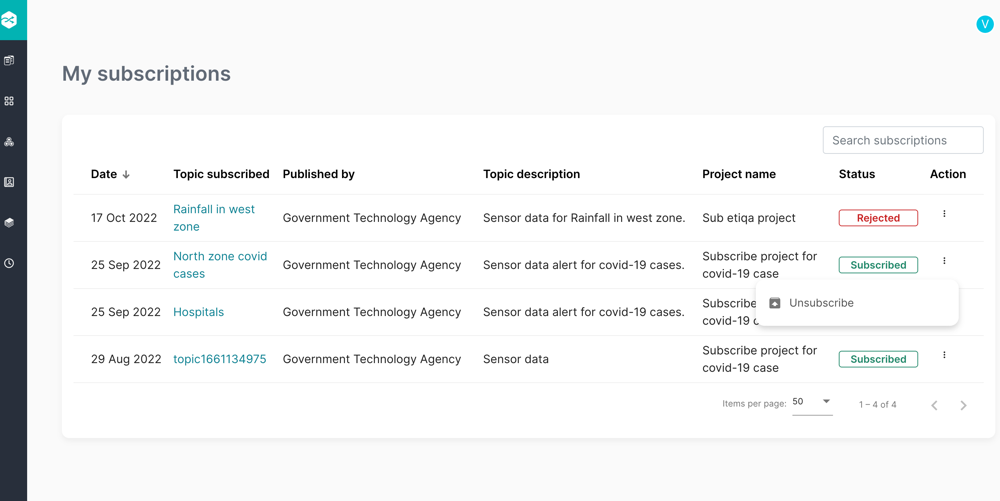 V
My subscriptions
Search subscriptions
Date Topic subscribed Published by Topic description Project name Status Action
17 Oct 2022 Rainfall in west zone Government Technology Agency Sensor data for Rainfall in west zone. Sub etiqa project Rejected
25 Sep 2022 North zone covid cases Government Technology Agency Sensor data alert for covid-19 cases. Subscribe project for covid-19 case Subscribed
Unsubscribe
25 Sep 2022 Hospitals Government Technology Agency Sensor data alert for covid-19 cases. Subscribe covid-19
29 Aug 2022 topic1661134975 Government Technology Agency Sensor data Subscribe project for covid-19 case Subscribed
Items per page: 50 1 – 4 of 4